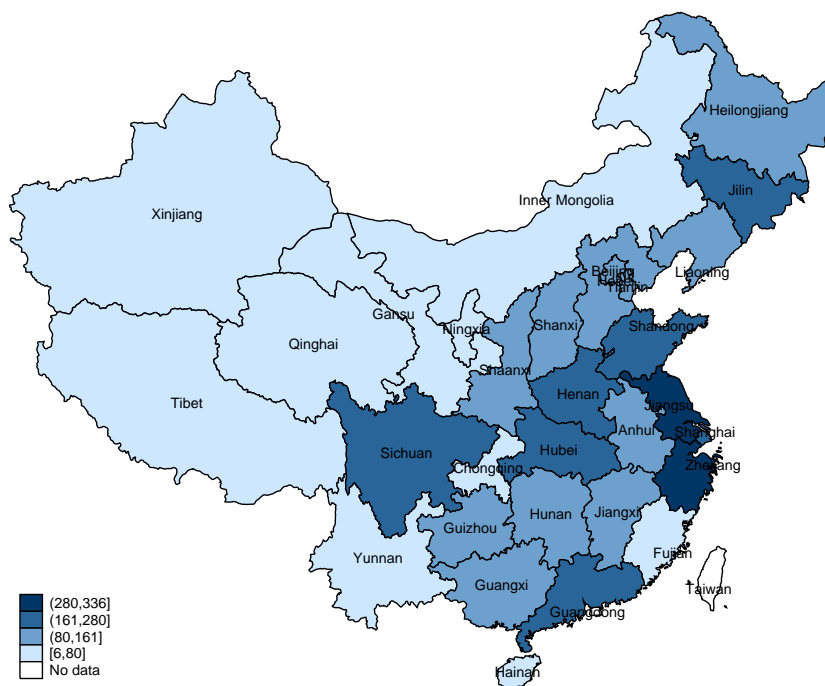 Heilongjiang
Jilin
Xinjiang
Inner Mongolia
Beijing
Liaoning
Hebei
Tianjin
Gansu
Ningxia
Shanxi
Shandong
Qinghai
Shaanxi
Tibet
Henan
Jiangsu
Anhui
Shanghai
Sichuan
Hubei
Chongqing
Zhejiang
Hunan
Jiangxi
Guizhou
Yunnan
Fujian
Guangxi
Taiwan
Guangdong
Hainan
(280,336]
(161,280]
(80,161]
[6,80]
No data